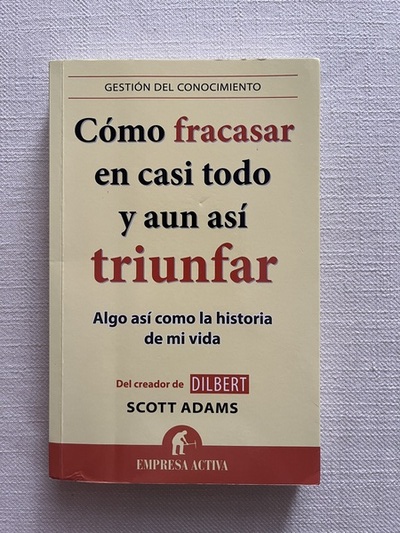 GESTIÓN DEL CONOCIMIENTO
Cómo fracasar
en casi todo
y aun así
triunfar
Algo así como la historia
de mi vida
Del creador de DILBERT
SCOTT ADAMS
EMPRESA ACTIVA